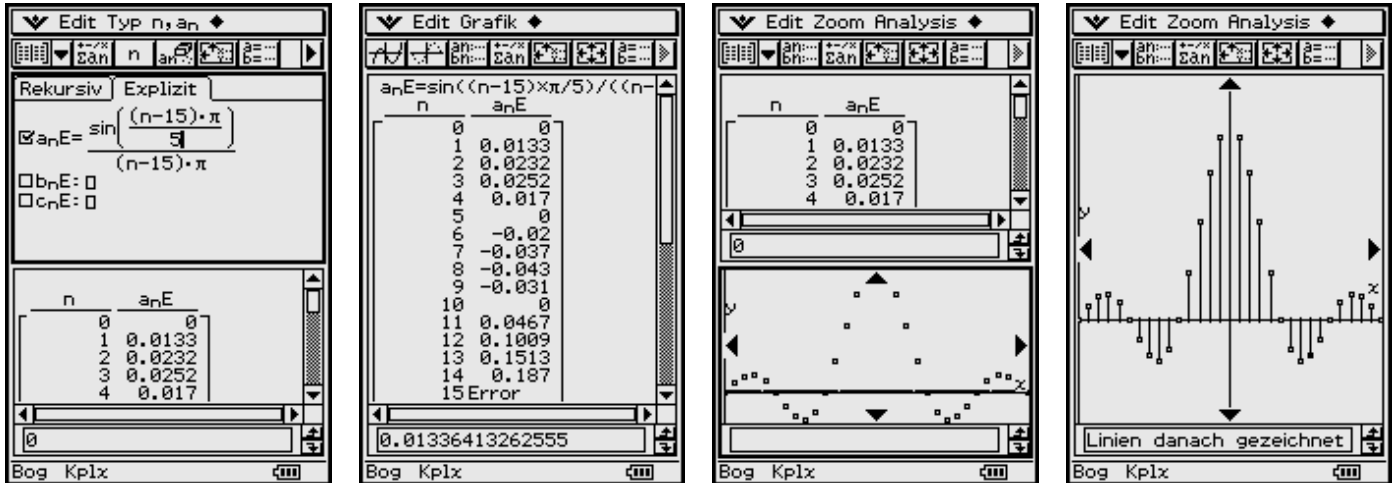 Edit Typ n,aₙ ◆
n
Rekursiv Explizit
☑aₙE= sin((n-15)·π/5)/(n-15)·π
□bₙE:▯
□cₙE:▯
n aₙE
0 0
1 0.0133
2 0.0232
3 0.0252
4 0.017
0
Bog Kplx
Edit Grafik ◆
aₙE=sin((n-15)×π/5)/((n-
n aₙE
0 0
1 0.0133
2 0.0232
3 0.0252
4 0.017
5 0
6 -0.02
7 -0.037
8 -0.043
9 -0.031
10 0
11 0.0467
12 0.1009
13 0.1513
14 0.187
15 Error
0.01336413262555
Bog Kplx
Edit Zoom Analysis ◆
n aₙE
0 0
1 0.0133
2 0.0232
3 0.0252
4 0.017
0
y
x
Bog Kplx
Edit Zoom Analysis ◆
y
x
Linien danach gezeichnet
Bog Kplx